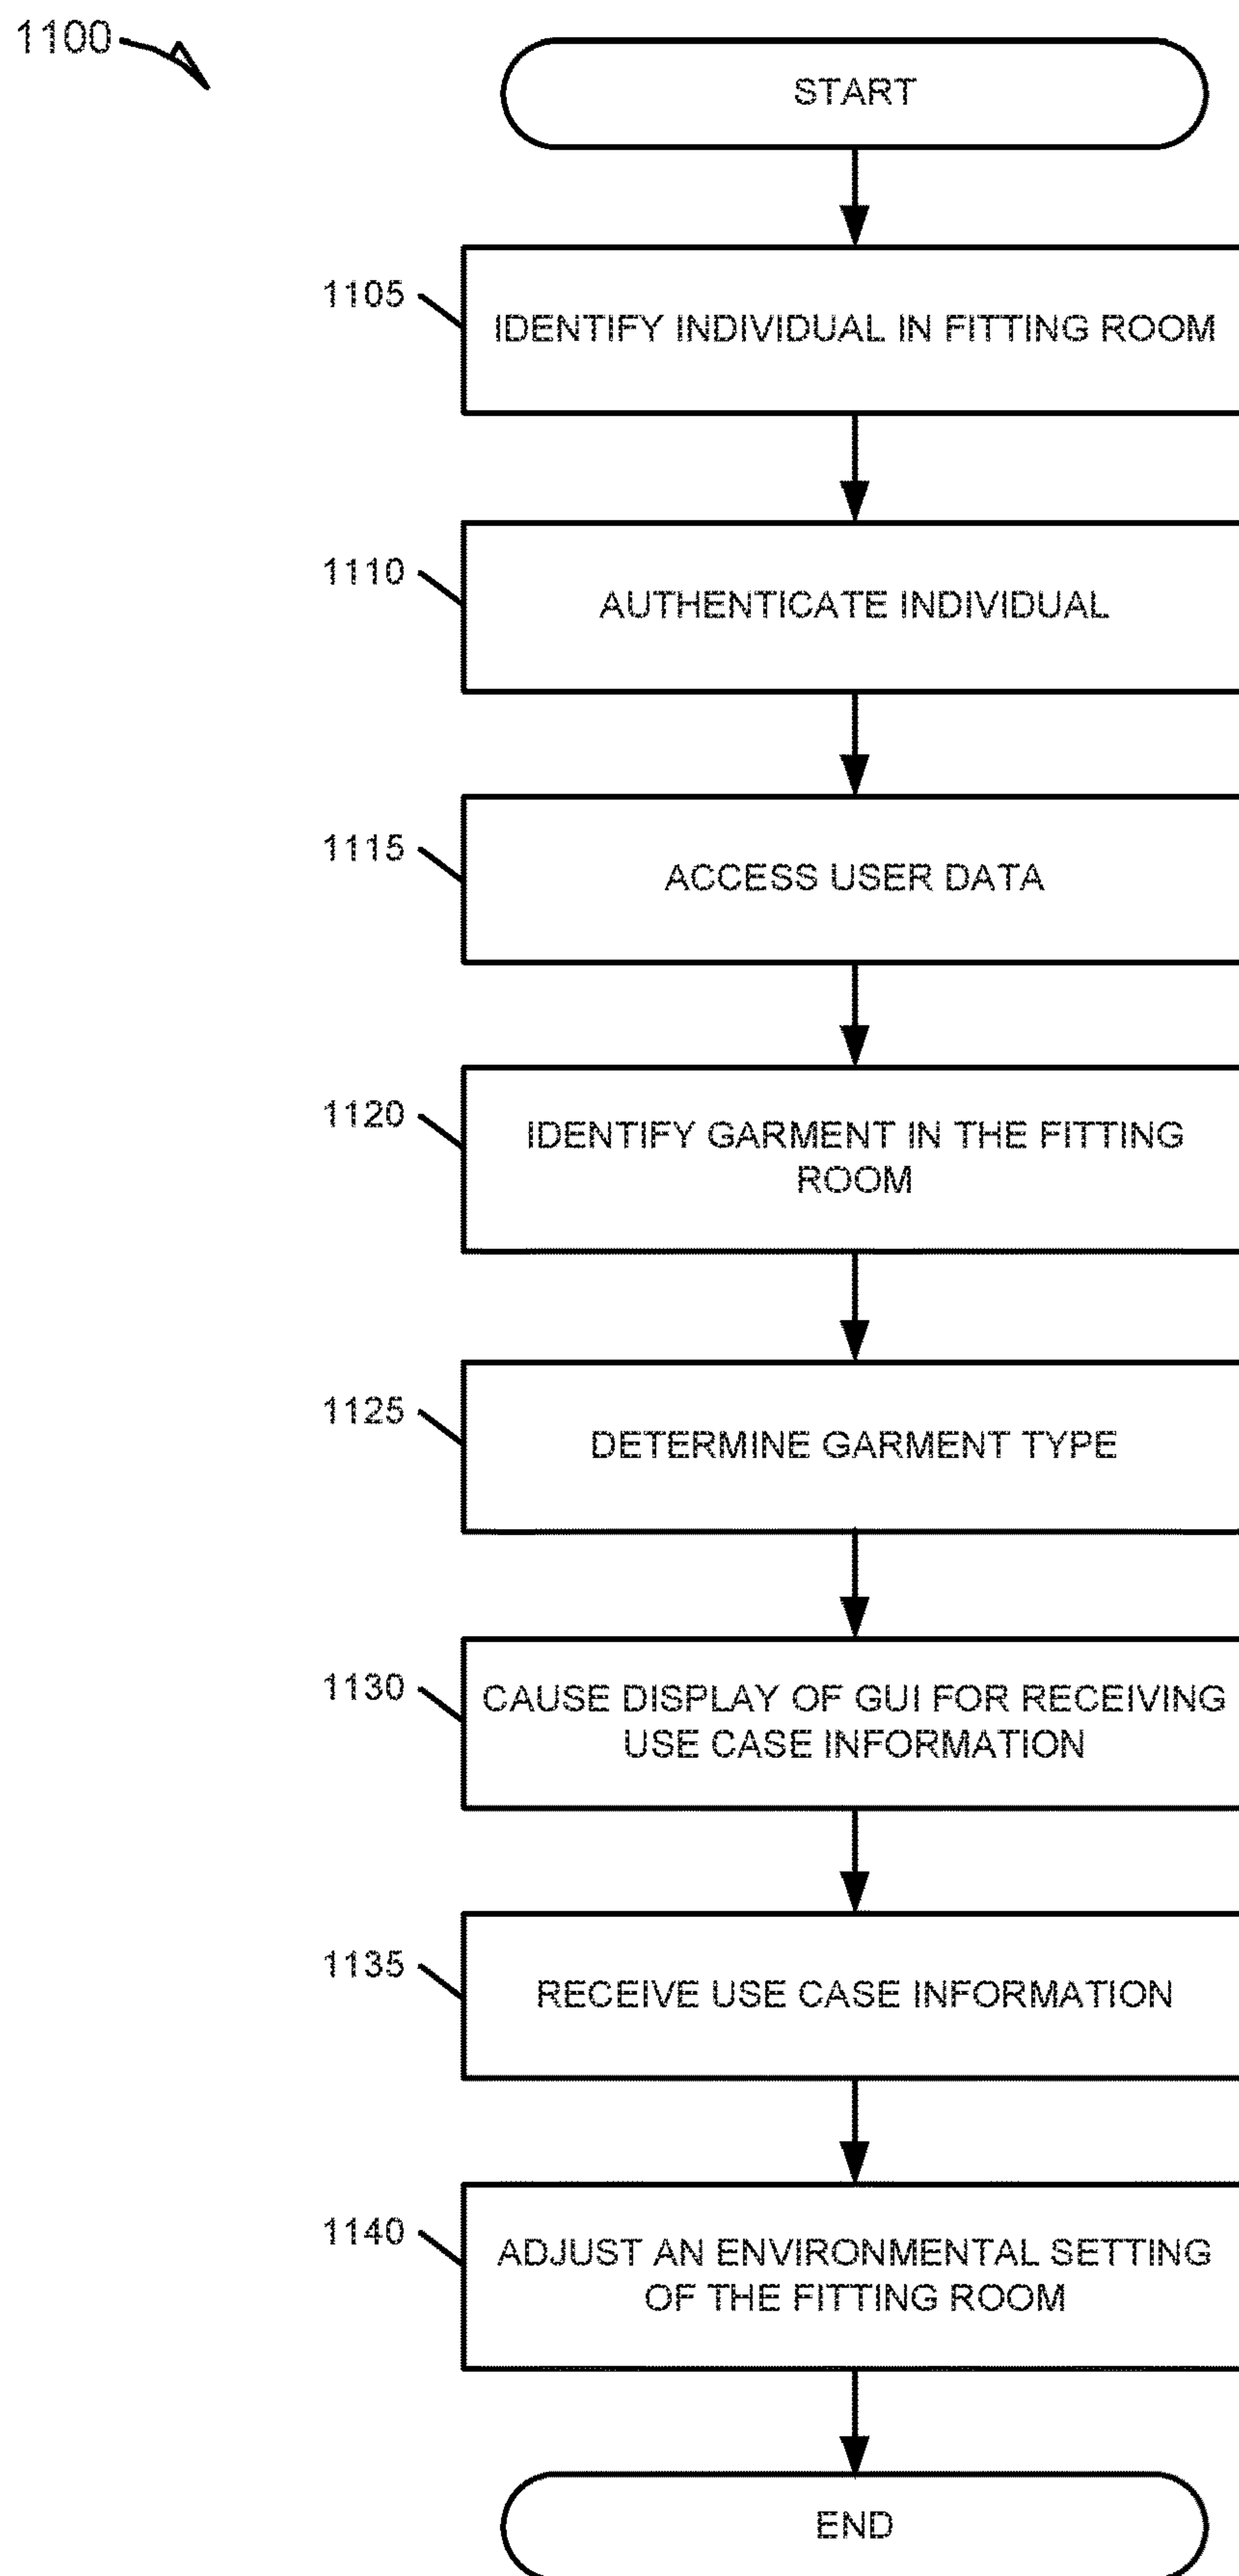 1100
START
1105
IDENTIFY INDIVIDUAL IN FITTING ROOM
1110
AUTHENTICATE INDIVIDUAL
1115
ACCESS USER DATA
1120
IDENTIFY GARMENT IN THE FITTING
ROOM
1125
DETERMINE GARMENT TYPE
1130
CAUSE DISPLAY OF GUI FOR RECEIVING
USE CASE INFORMATION
1135
RECEIVE USE CASE INFORMATION
1140
ADJUST AN ENVIRONMENTAL SETTING
OF THE FITTING ROOM
END